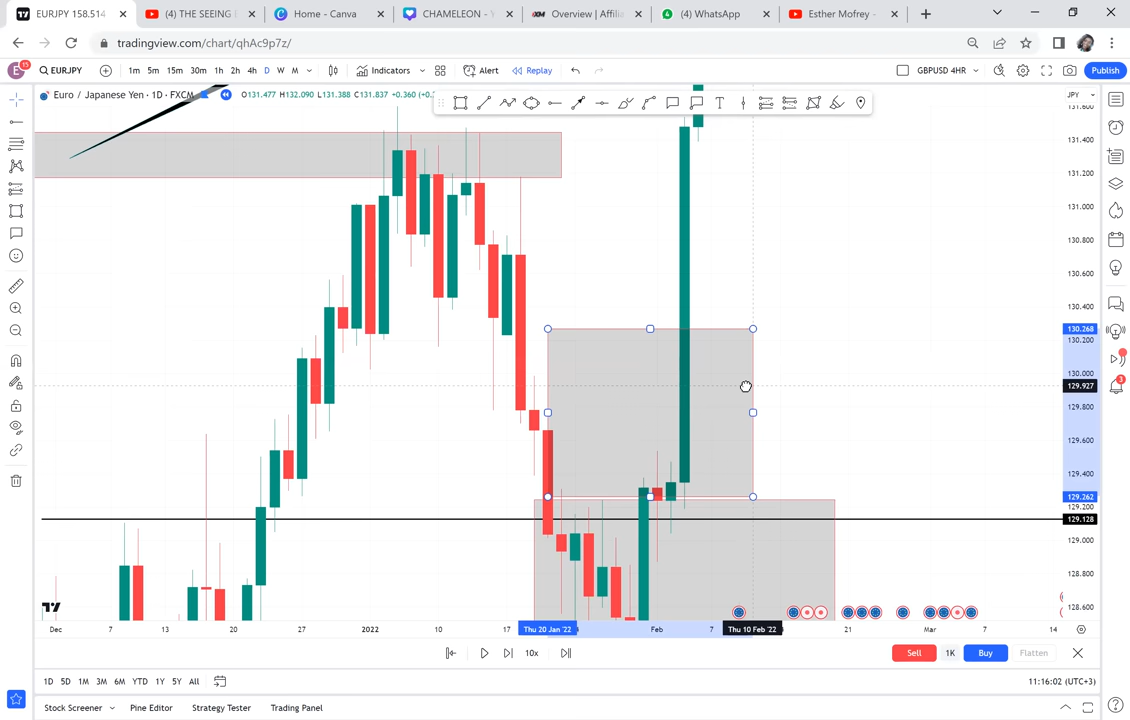 EURJPY 158.514
(4) THE SEEING E
Home - Canva
CHAMELEON - Y
Overview | Affilia
(4) WhatsApp
Esther Mofrey -
tradingview.com/chart/qhAc9p7z/
E
15
EURJPY
1m 5m 15m 30m 1h 2h 4h D W M
Indicators
Alert
Replay
GBPUSD 4HR
Publish
Euro / Japanese Yen · 1D · FXCM
O131.477 H132.090 L131.388 C131.837 +0.360
JPY
131.600
131.400
131.200
131.000
130.800
130.600
130.400
130.268
130.200
130.000
129.927
129.800
129.600
129.400
129.262
129.200
129.128
129.000
128.800
128.600
3
Dec 7 13 20 27 2022 10 17 Thu 20 Jan '22 Feb 7 Thu 10 Feb '22 21 Mar 7 14
10x
Sell
1K
Buy
Flatten
1D 5D 1M 3M 6M YTD 1Y 5Y All
11:16:02 (UTC+3)
Stock Screener
Pine Editor
Strategy Tester
Trading Panel